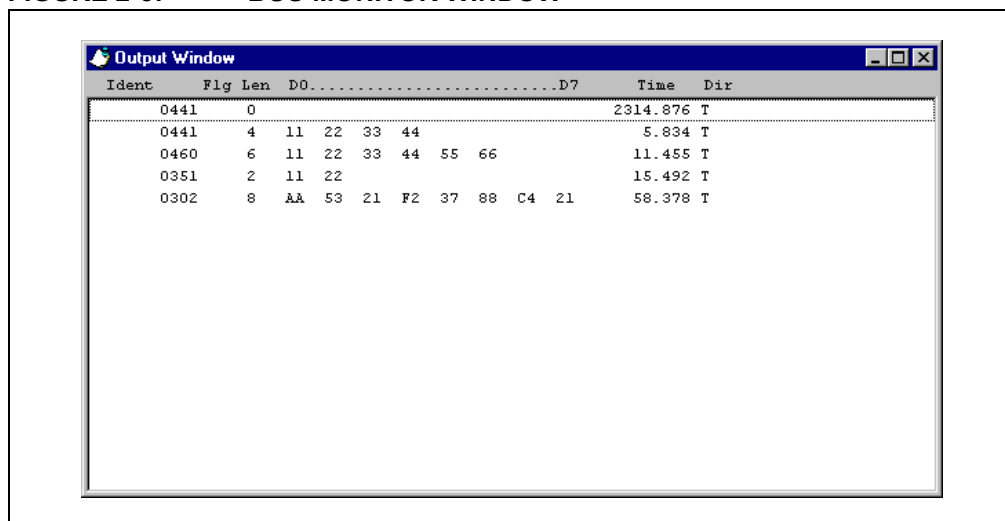 Output Window
Ident Flg Len D0............................D7 Time Dir
0441 0 2314.876 T
0441 4 11 22 33 44 5.834 T
0460 6 11 22 33 44 55 66 11.455 T
0351 2 11 22 15.492 T
0302 8 AA 53 21 F2 37 88 C4 21 58.378 T